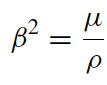 β² = μ/ρ